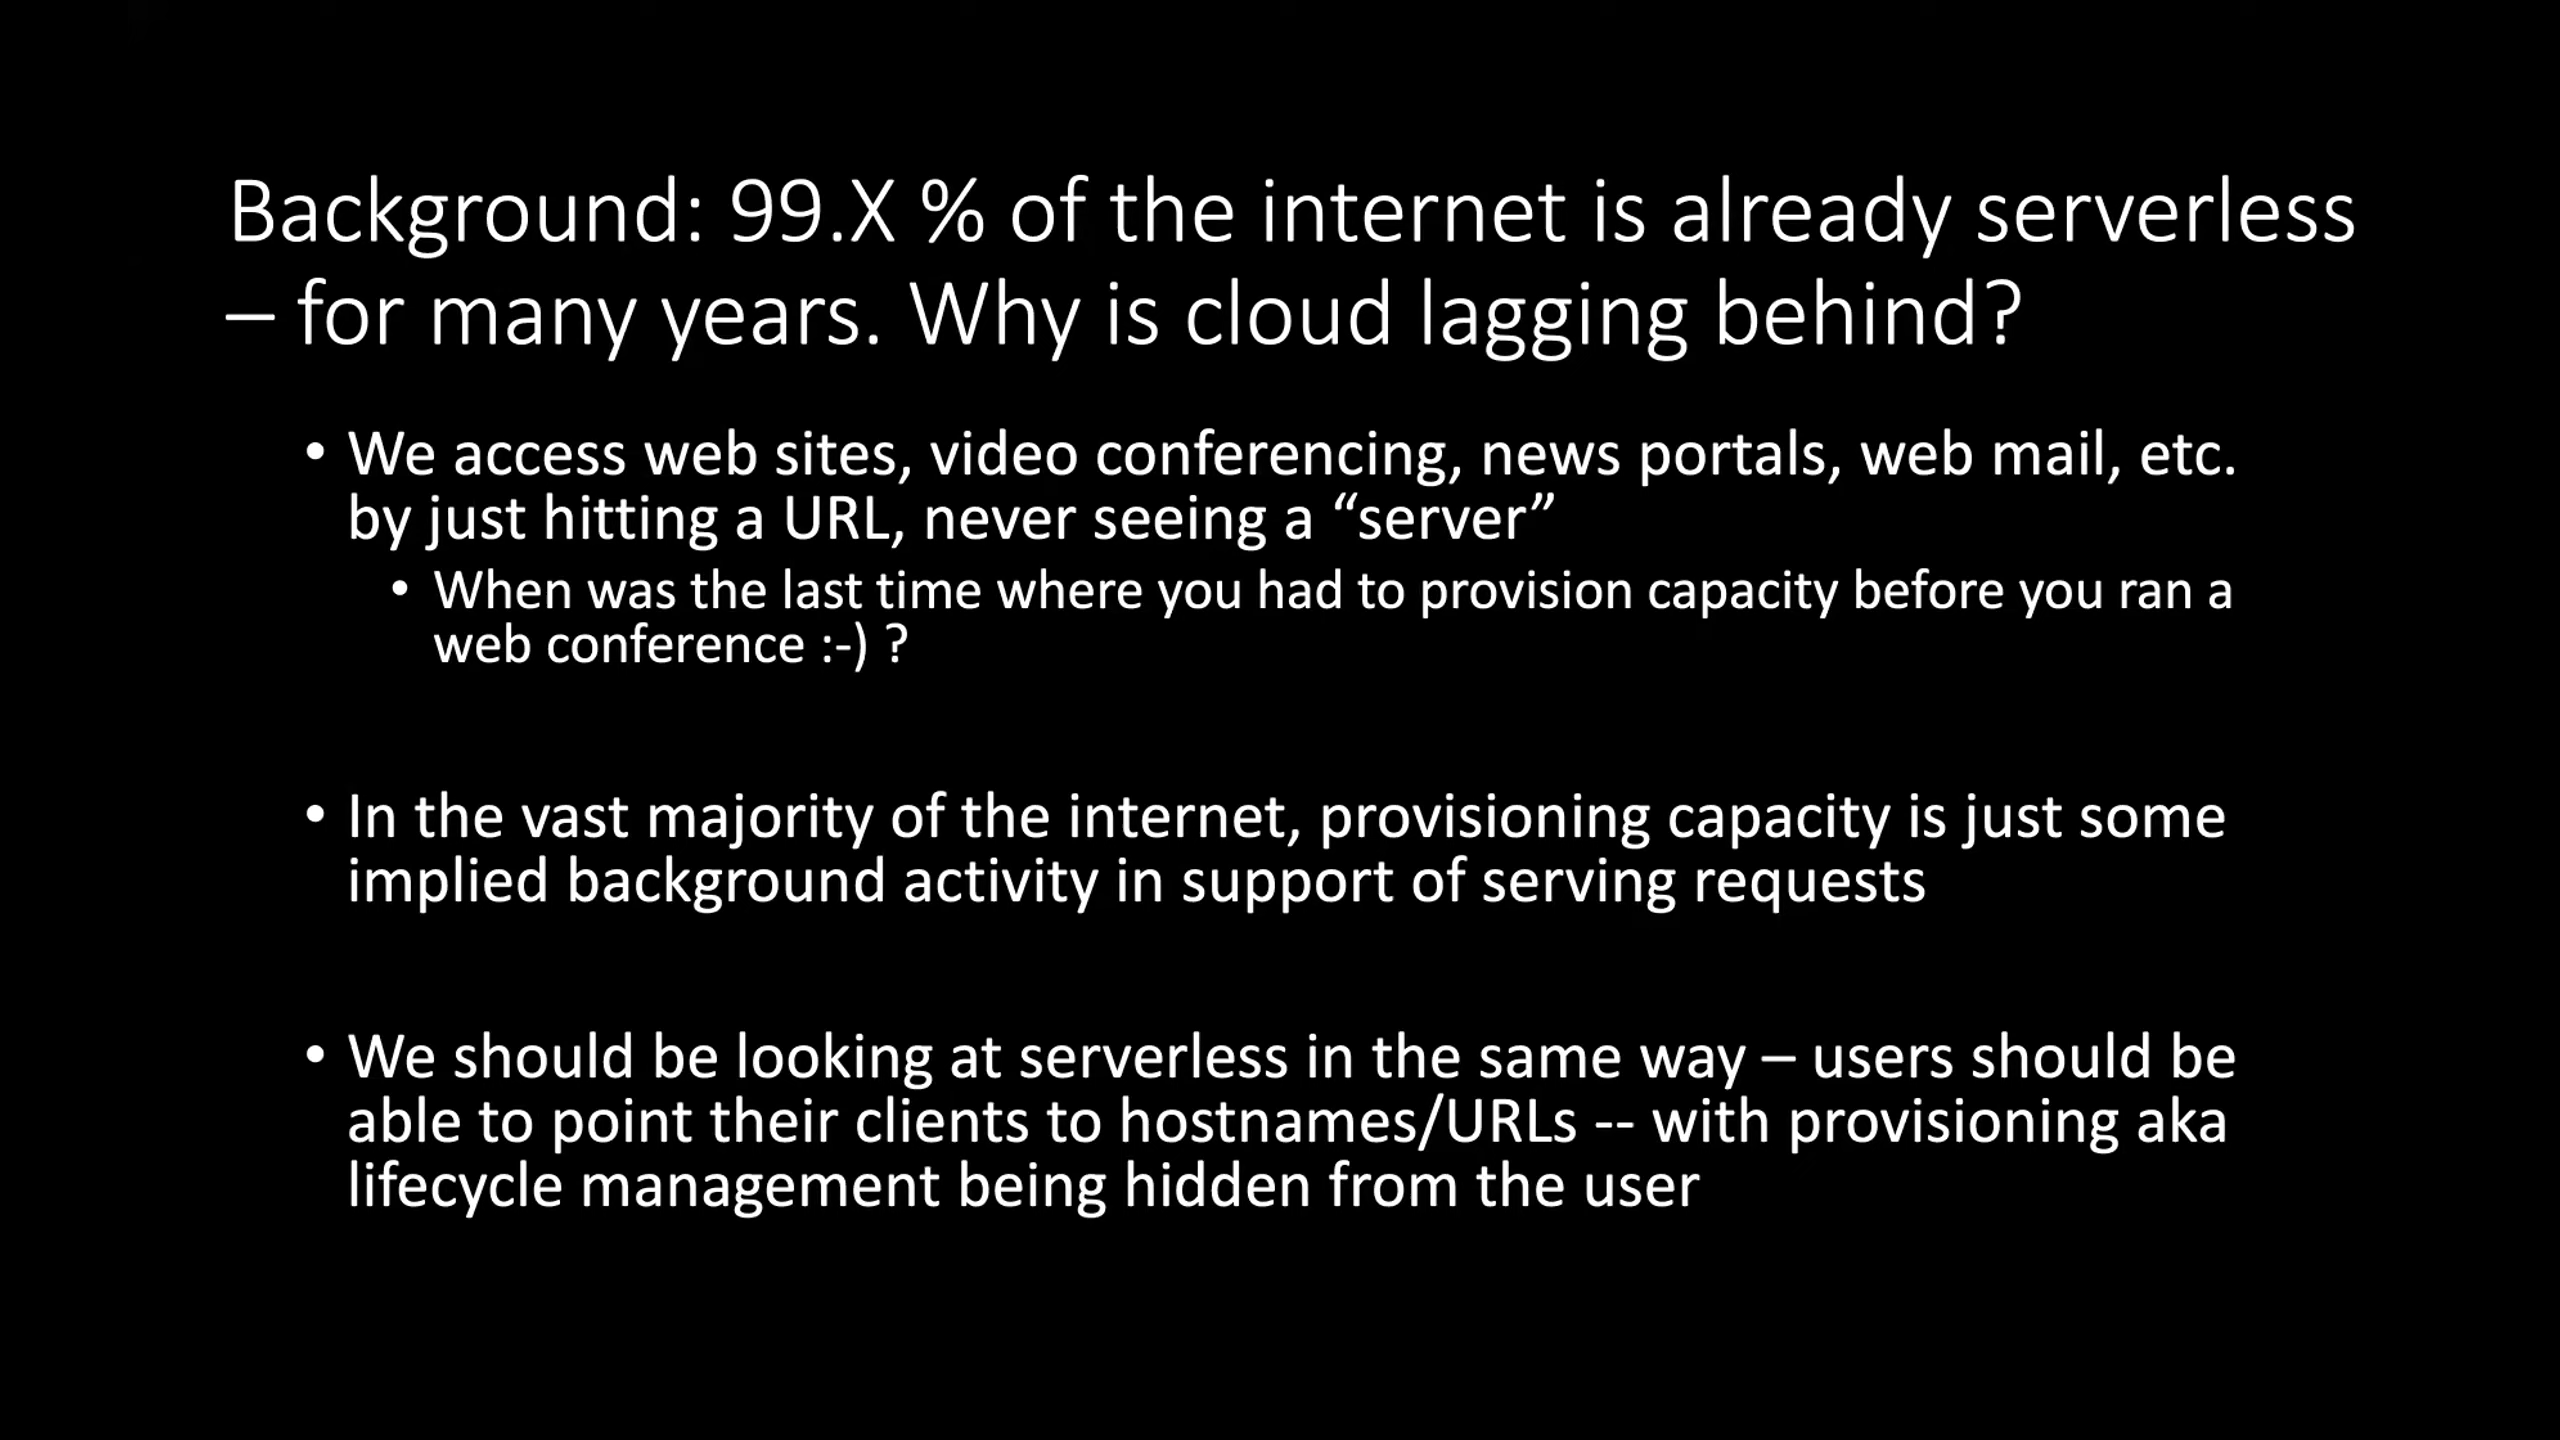 Background: 99.X % of the internet is already serverless
– for many years. Why is cloud lagging behind?
• We access web sites, video conferencing, news portals, web mail, etc.
by just hitting a URL, never seeing a “server”
• When was the last time where you had to provision capacity before you ran a
web conference :-) ?
• In the vast majority of the internet, provisioning capacity is just some
implied background activity in support of serving requests
• We should be looking at serverless in the same way – users should be
able to point their clients to hostnames/URLs -- with provisioning aka
lifecycle management being hidden from the user